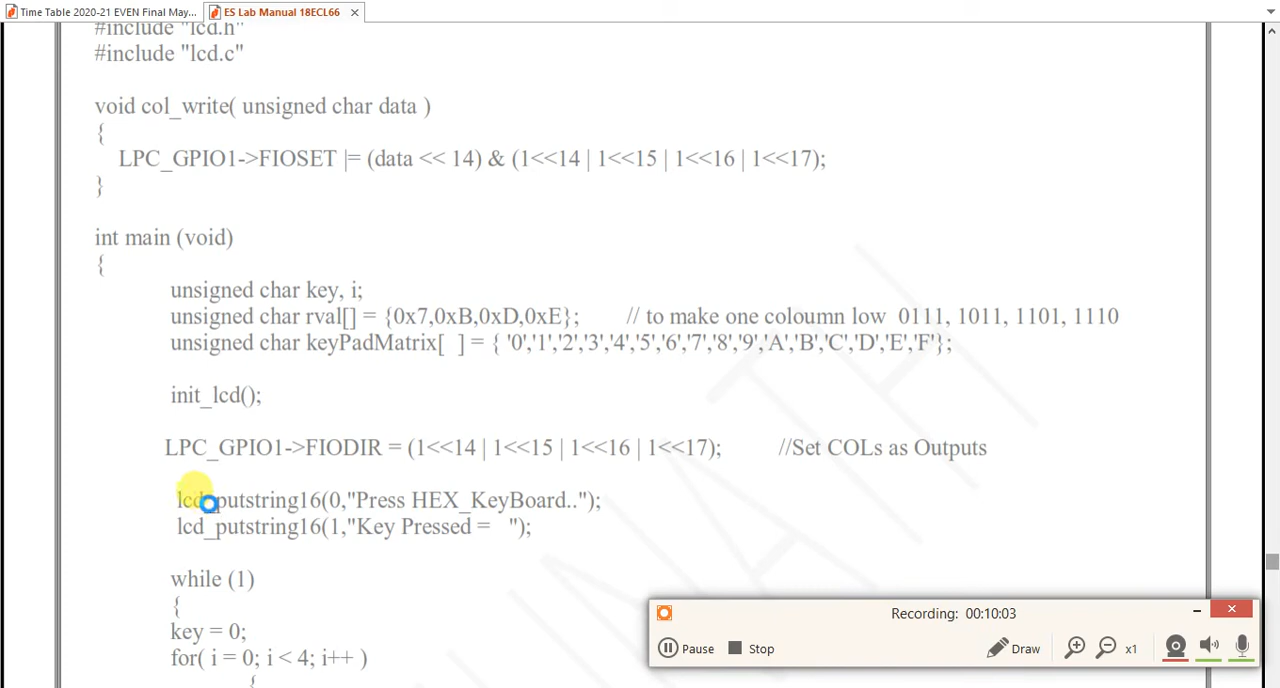 Time Table 2020-21 EVEN Final May...
ES Lab Manual 18ECL66
#include "lcd.h"
#include "lcd.c"
void col_write( unsigned char data )
{
LPC_GPIO1->FIOSET |= (data << 14) & (1<<14 | 1<<15 | 1<<16 | 1<<17);
}
int main (void)
{
unsigned char key, i;
unsigned char rval[] = {0x7,0xB,0xD,0xE}; // to make one coloumn low 0111, 1011, 1101, 1110
unsigned char keyPadMatrix[ ] = { '0','1','2','3','4','5','6','7','8','9','A','B','C','D','E','F'};
init_lcd();
LPC_GPIO1->FIODIR = (1<<14 | 1<<15 | 1<<16 | 1<<17); //Set COLs as Outputs
lcd_putstring16(0,"Press HEX_KeyBoard..");
lcd_putstring16(1,"Key Pressed = ");
while (1)
{
key = 0;
for( i = 0; i < 4; i++ )
{
Recording: 00:10:03
Pause Stop Draw x1